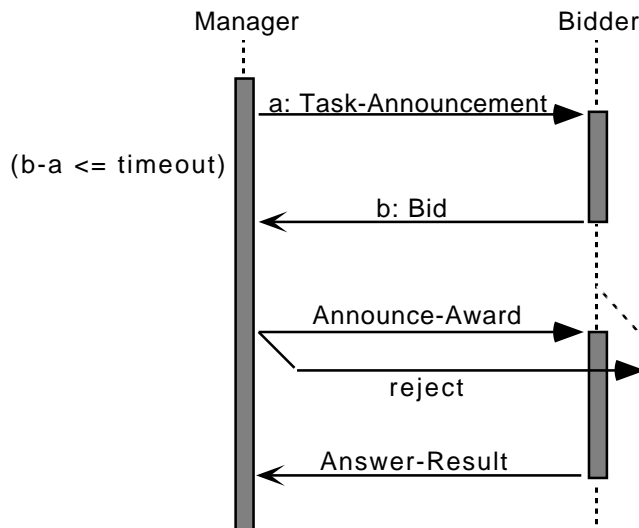 Manager
Bidder
a: Task-Announcement
(b-a <= timeout)
b: Bid
Announce-Award
reject
Answer-Result